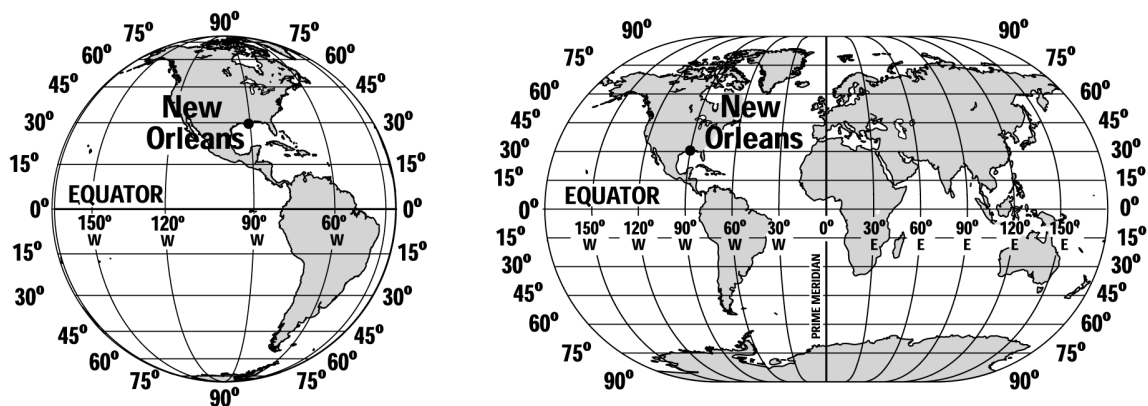 90º
75º 75º
60º 60º
45º 45º
New
30º 30º
Orleans
15º 15º
EQUATOR
0º 0º
150º 120º 90º 60º
W W W W
15º 15º
30º 30º
45º 45º
60º 60º
75º 75º
90º
90º 90º
75º 75º
60º 60º
New
45º 45º
Orleans
30º 30º
15º 15º
EQUATOR
0º 0º
150º 120º 90º 60º 30º 0º 30º 60º 90º 120º 150º
W W W W W E E E E E
15º 15º
30º 30º
45º 45º
PRIME MERIDIAN
60º 60º
75º 75º
90º 90º